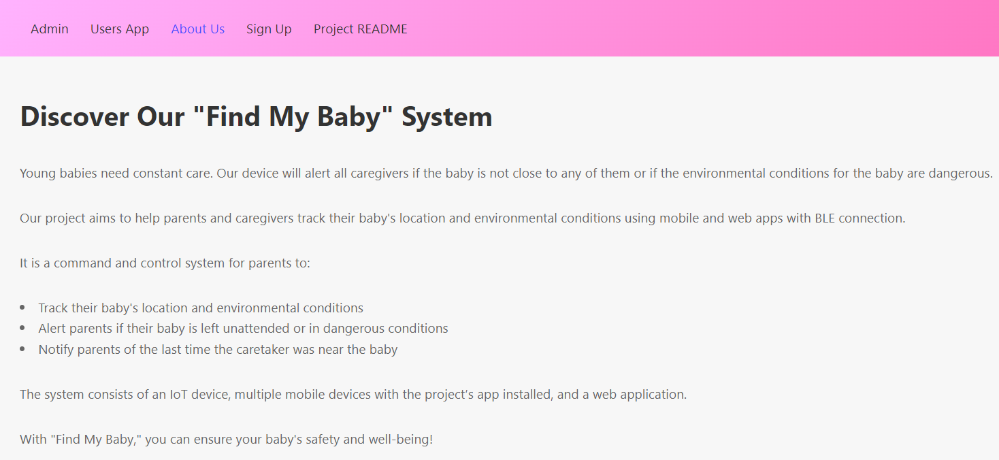 Admin Users App About Us Sign Up Project README
Discover Our "Find My Baby" System
Young babies need constant care. Our device will alert all caregivers if the baby is not close to any of them or if the environmental conditions for the baby are dangerous.
Our project aims to help parents and caregivers track their baby's location and environmental conditions using mobile and web apps with BLE connection.
It is a command and control system for parents to:
• Track their baby's location and environmental conditions
• Alert parents if their baby is left unattended or in dangerous conditions
• Notify parents of the last time the caretaker was near the baby
The system consists of an IoT device, multiple mobile devices with the project’s app installed, and a web application.
With "Find My Baby," you can ensure your baby's safety and well-being!